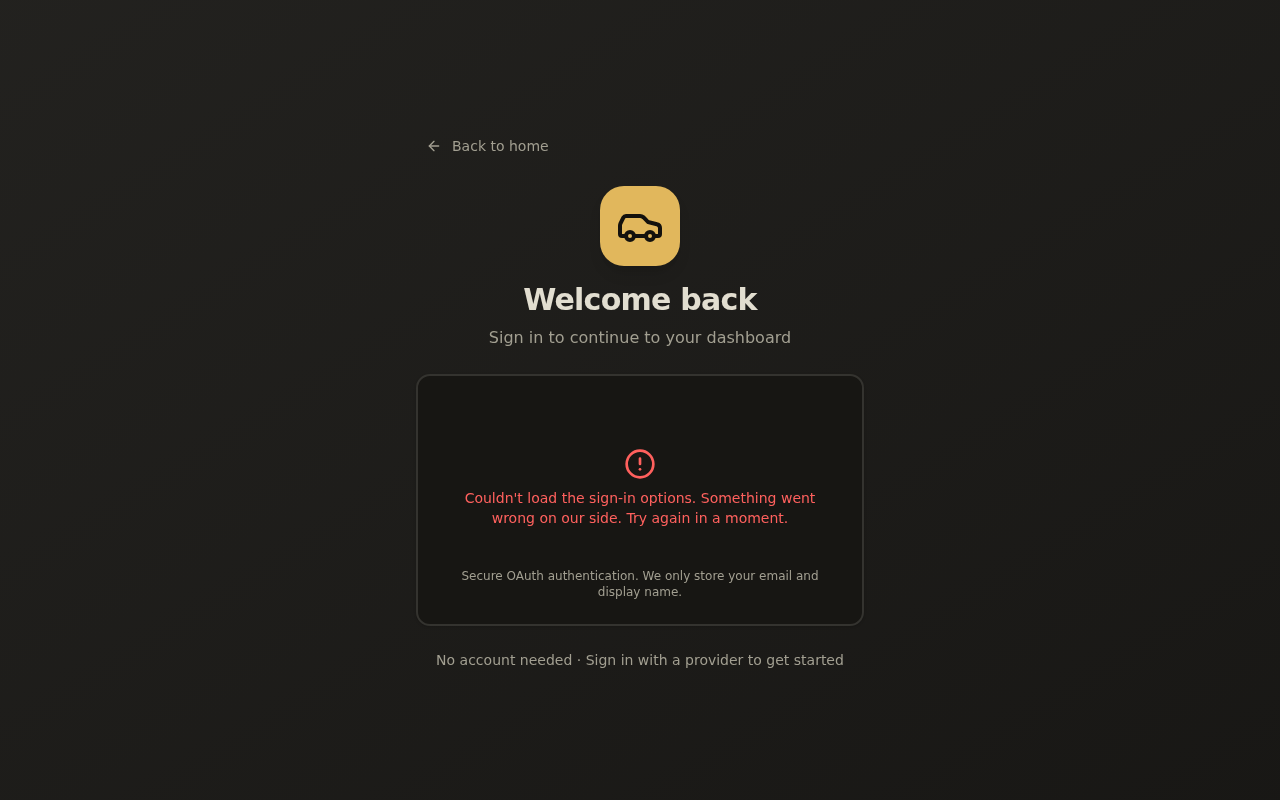 Back to home
Welcome back
Sign in to continue to your dashboard
Couldn't load the sign-in options. Something went
wrong on our side. Try again in a moment.
Secure OAuth authentication. We only store your email and
display name.
No account needed · Sign in with a provider to get started